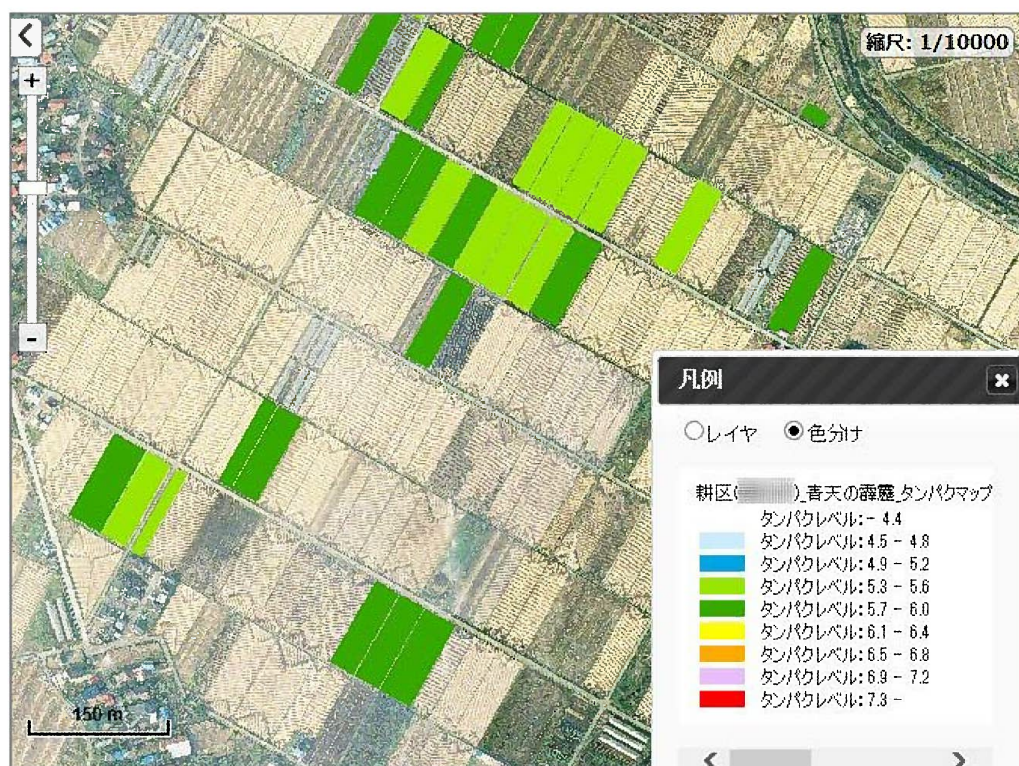 縮尺: 1/10000
+
-
凡例
レイヤ 色分け
耕区( )_青天の霹靂_タンパクマップ
タンパクレベル:- 4.4
タンパクレベル:4.5 - 4.8
タンパクレベル:4.9 - 5.2
タンパクレベル:5.3 - 5.6
タンパクレベル:5.7 - 6.0
タンパクレベル:6.1 - 6.4
タンパクレベル:6.5 - 6.8
タンパクレベル:6.9 - 7.2
タンパクレベル:7.3 -
150 m